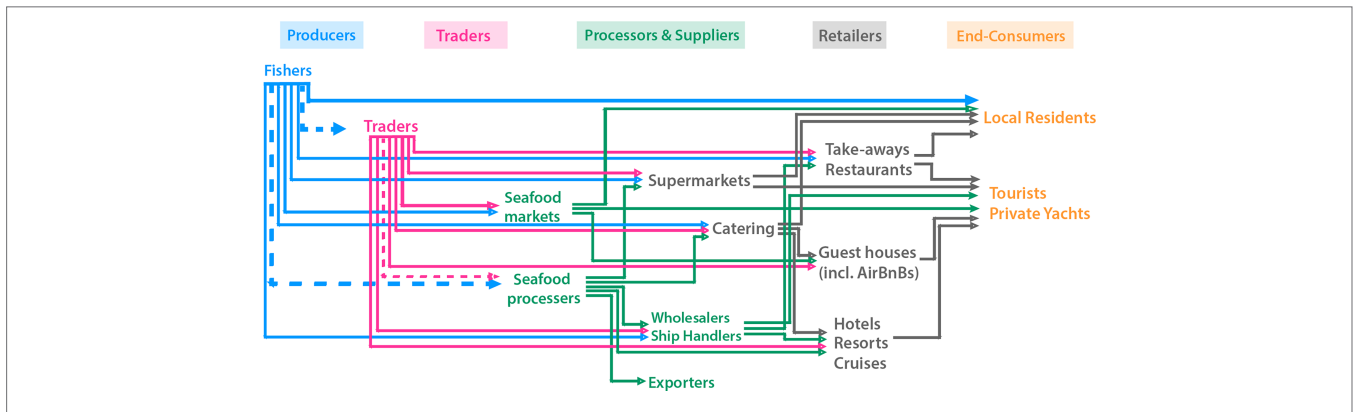 Producers
Traders
Processors & Suppliers
Retailers
End-Consumers
Fishers
Traders
Local Residents
Take-aways
Restaurants
Supermarkets
Seafood
markets
Tourists
Private Yachts
Catering
Guest houses
(incl. AirBnBs)
Seafood
processers
Wholesalers
Ship Handlers
Hotels
Resorts
Cruises
Exporters